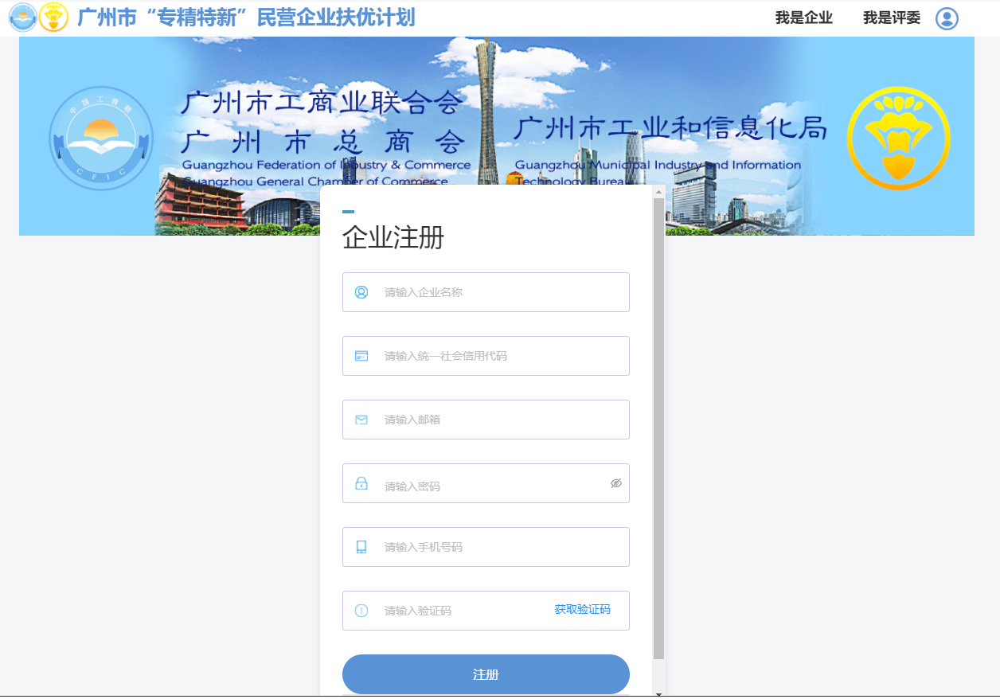 广州市“专精特新”民营企业扶优计划
我是企业
我是评委
中国工商联
CFIC
广州市工商业联合会
广州市总商会
Guangzhou Federation of Industry & Commerce
Guangzhou General Chamber of Commerce
广州市工业和信息化局
Guangzhou Municipal Industry and Information
Technology Bureau
企业注册
请输入企业名称
请输入统一社会信用代码
请输入邮箱
请输入密码
请输入手机号码
请输入验证码
获取验证码
注册